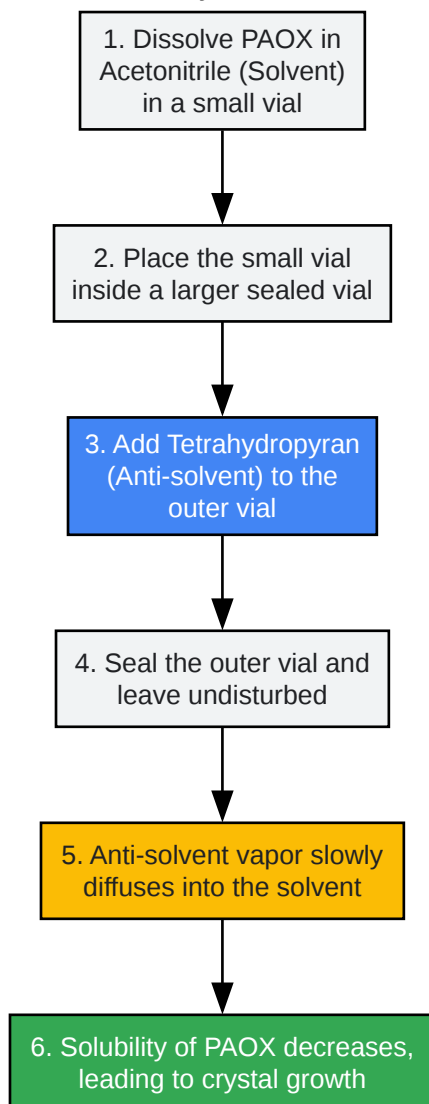 1. Dissolve PAOX in
Acetonitrile (Solvent)
in a small vial
2. Place the small vial
inside a larger sealed vial
3. Add Tetrahydropyran
(Anti-solvent) to the
outer vial
4. Seal the outer vial and
leave undisturbed
5. Anti-solvent vapor slowly
diffuses into the solvent
6. Solubility of PAOX decreases,
leading to crystal growth